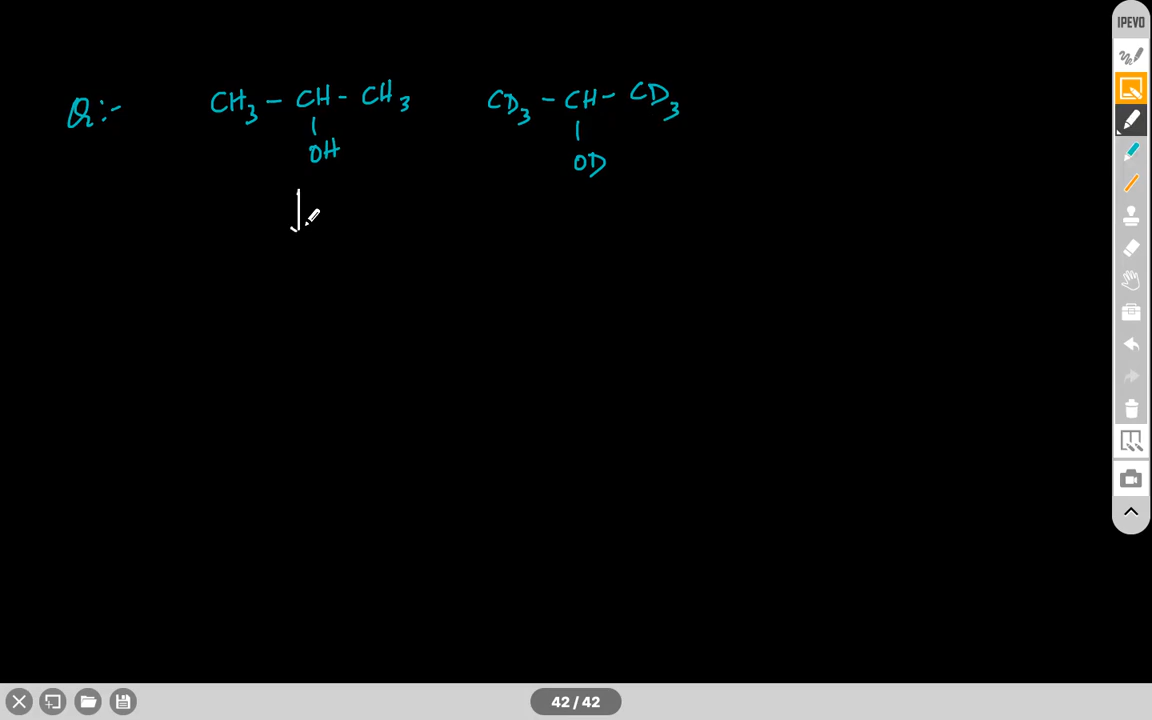 IPEVO
Q:-
CH3 - CH - CH3
|
OH
CD3 - CH - CD3
|
OD
42 / 42